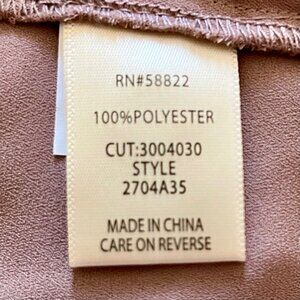 RN#58822
100%POLYESTER
CUT:3004030
STYLE
2704A35
MADE IN CHINA
CARE ON REVERSE